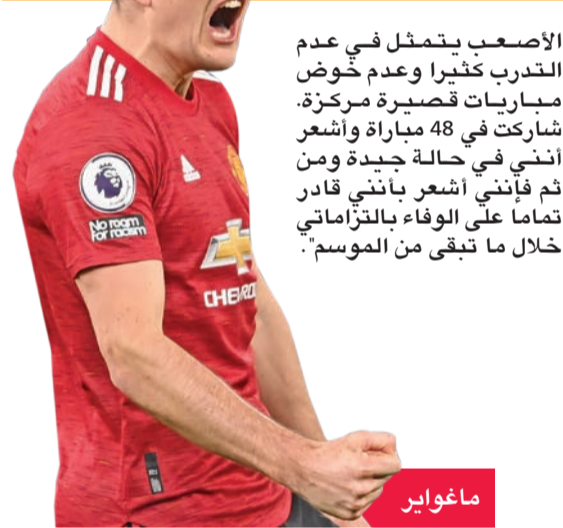 الأصعب يتمثل في عدم
التدرب كثيرا وعدم خوض
مباريات قصيرة مركزة.
شاركت في 48 مباراة وأشعر
أنني في حالة جيدة ومن
ثم فإنني أشعر بأنني قادر
تماما على الوفاء بالتزاماتي
خلال ما تبقى من الموسم".
No room
for racism
CHEVRO
ماغواير